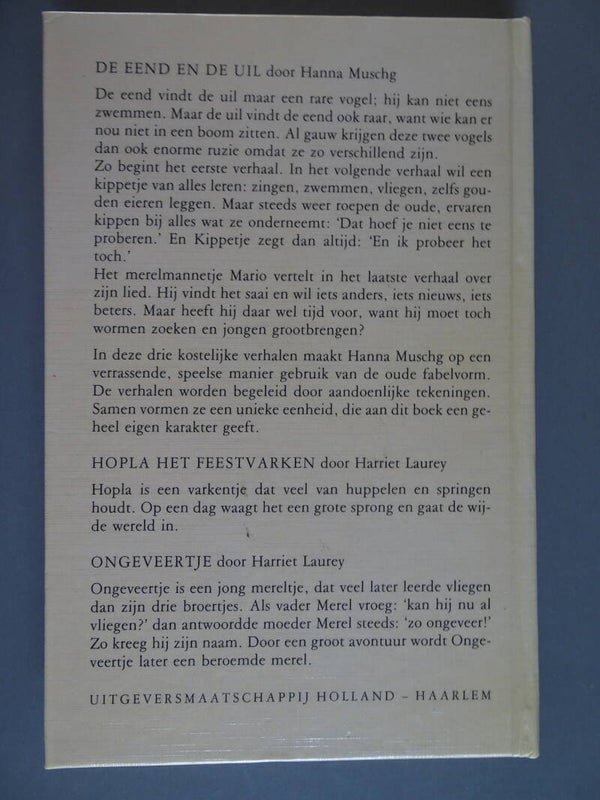 DE EEND EN DE UIL door Hanna Muschg
De eend vindt de uil maar een rare vogel; hij kan niet eens
zwemmen. Maar de uil vindt de eend ook raar, want wie kan er
nou niet in een boom zitten. Al gauw krijgen deze twee vogels
dan ook enorme ruzie omdat ze zo verschillend zijn.
Zo begint het eerste verhaal. In het volgende verhaal wil een
kippetje van alles leren: zingen, zwemmen, vliegen, zelfs gou-
den eieren leggen. Maar steeds weer roepen de oude, ervaren
kippen bij alles wat ze onderneemt: ‘Dat hoef je niet eens te
proberen.’ En Kippetje zegt dan altijd: ‘En ik probeer het
toch.’
Het merelmannetje Mario vertelt in het laatste verhaal over
zijn lied. Hij vindt het saai en wil iets anders, iets nieuws, iets
beters. Maar heeft hij daar wel tijd voor, want hij moet toch
wormen zoeken en jongen grootbrengen?
In deze drie kostelijke verhalen maakt Hanna Muschg op een
verrassende, speelse manier gebruik van de oude fabelvorm.
De verhalen worden begeleid door aandoenlijke tekeningen.
Samen vormen ze een unieke eenheid, die aan dit boek een ge-
heel eigen karakter geeft.
HOPLA HET FEESTVARKEN door Harriet Laurey
Hopla is een varkentje dat veel van huppelen en springen
houdt. Op een dag waagt het een grote sprong en gaat de wij-
de wereld in.
ONGEVEERTJE door Harriet Laurey
Ongeveertje is een jong mereltje, dat veel later leerde vliegen
dan zijn drie broertjes. Als vader Merel vroeg: ‘kan hij nu al
vliegen?’ dan antwoordde moeder Merel steeds: ‘zo ongeveer!’
Zo kreeg hij zijn naam. Door een groot avontuur wordt Onge-
veertje later een beroemde merel.
UITGEVERSMAATSCHAPPIJ HOLLAND – HAARLEM